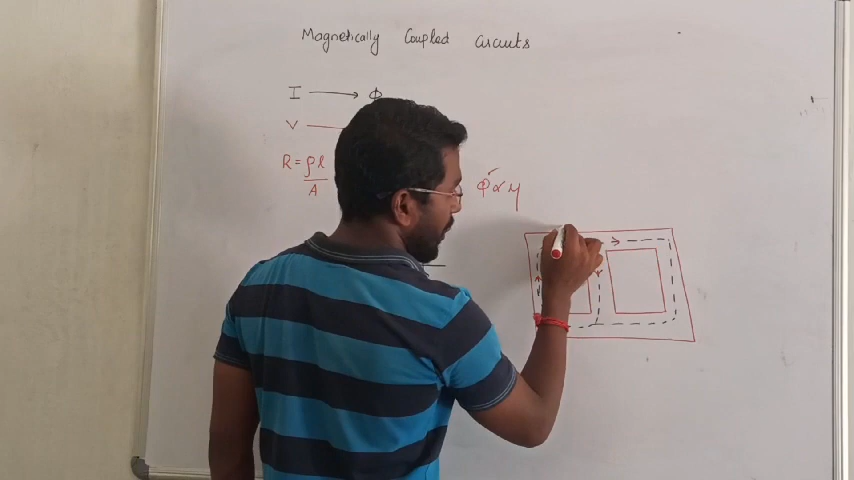 Magnetically Coupled Circuits
I → Φ
V
R = ρl
A
Φ α μ